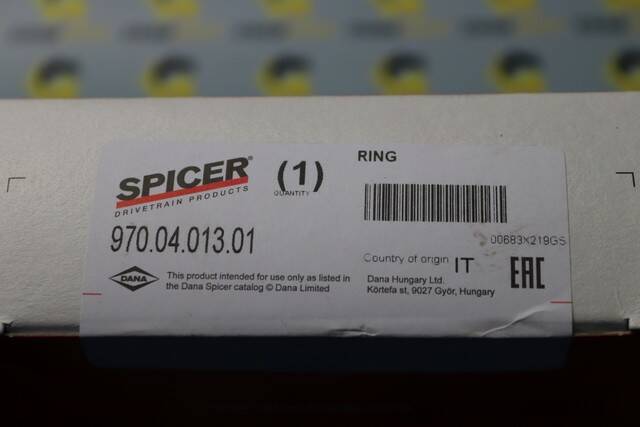 SPICER®
DRIVETRAIN PRODUCTS
(1)
QUANTITY
RING
970.04.013.01
00683X219GS
Country of origin IT
DANA
This product intended for use only as listed in
the Dana Spicer catalog © Dana Limited
Dana Hungary Ltd.
Körtefa st, 9027 Győr, Hungary
EAC